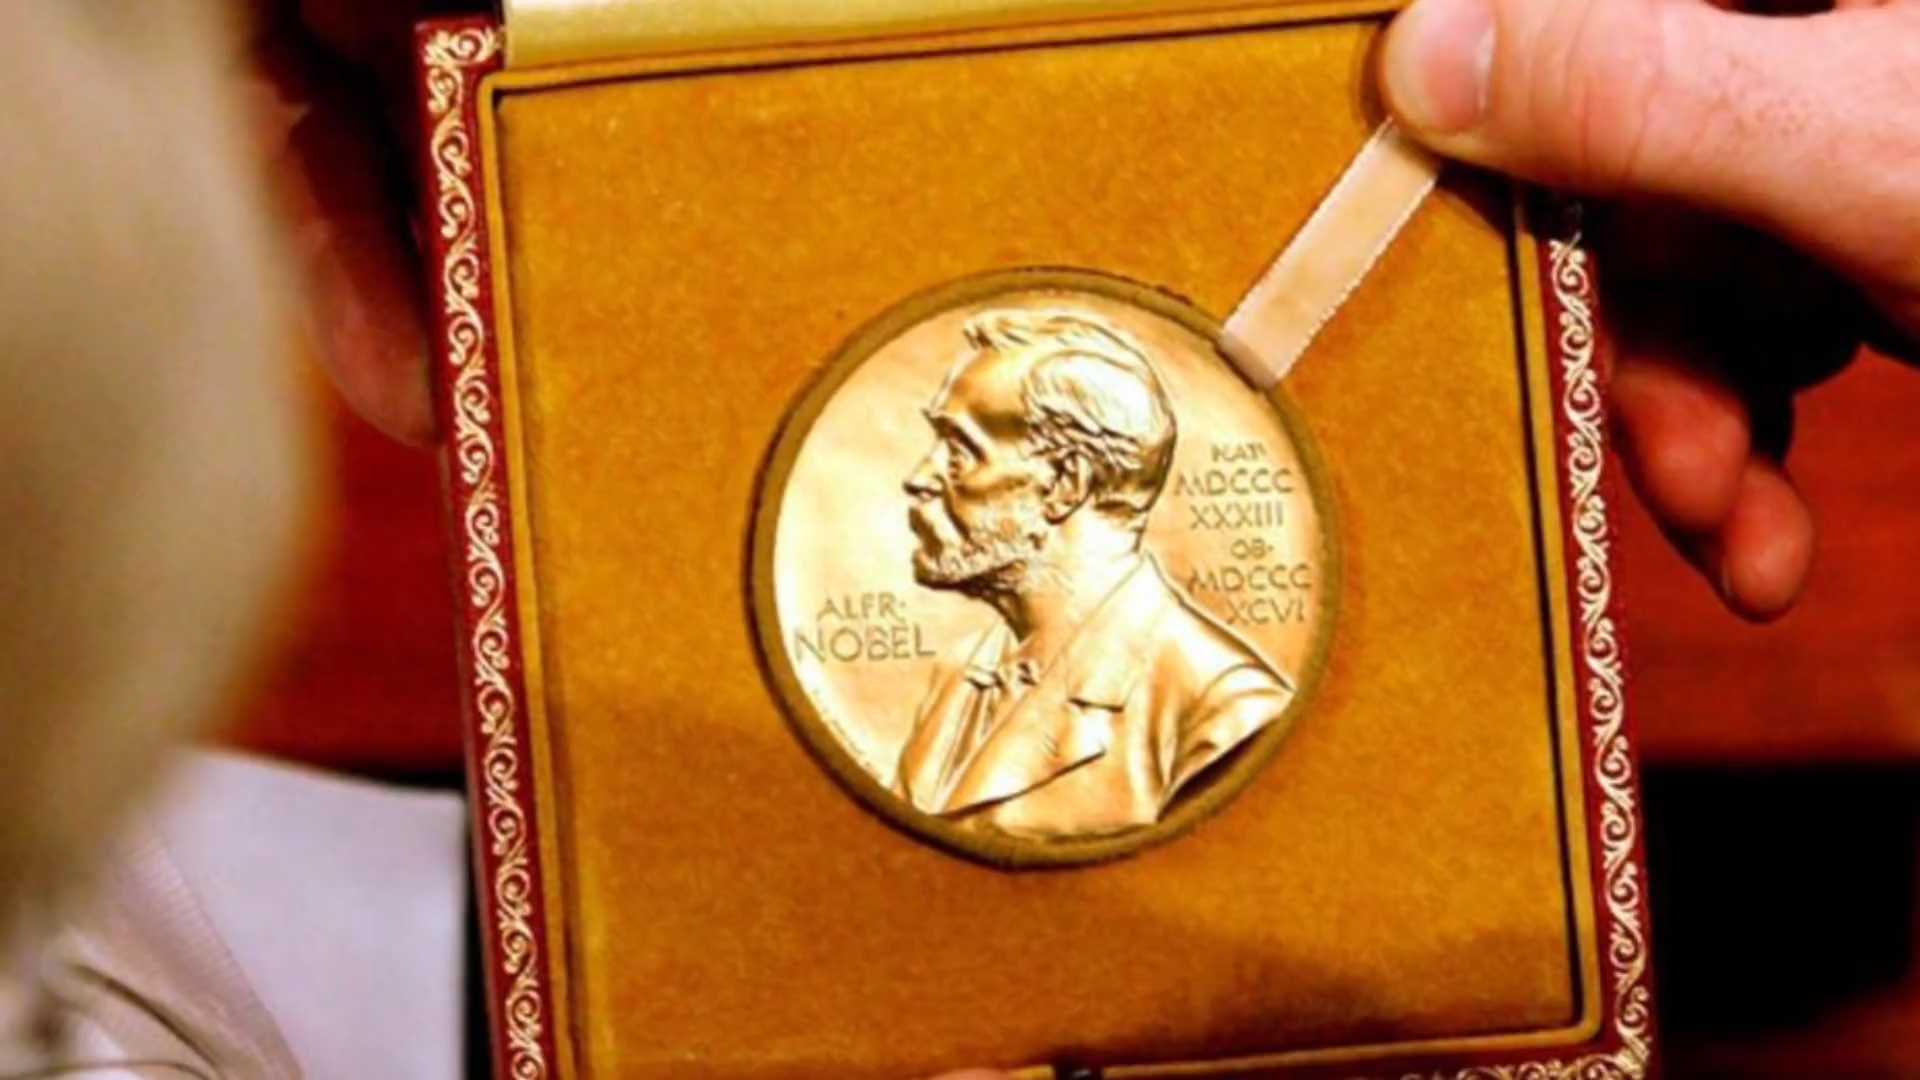 ALFR·
NOBEL
NAT·
MDCCC
XXXIII
OB·
MDCCC
XCVI